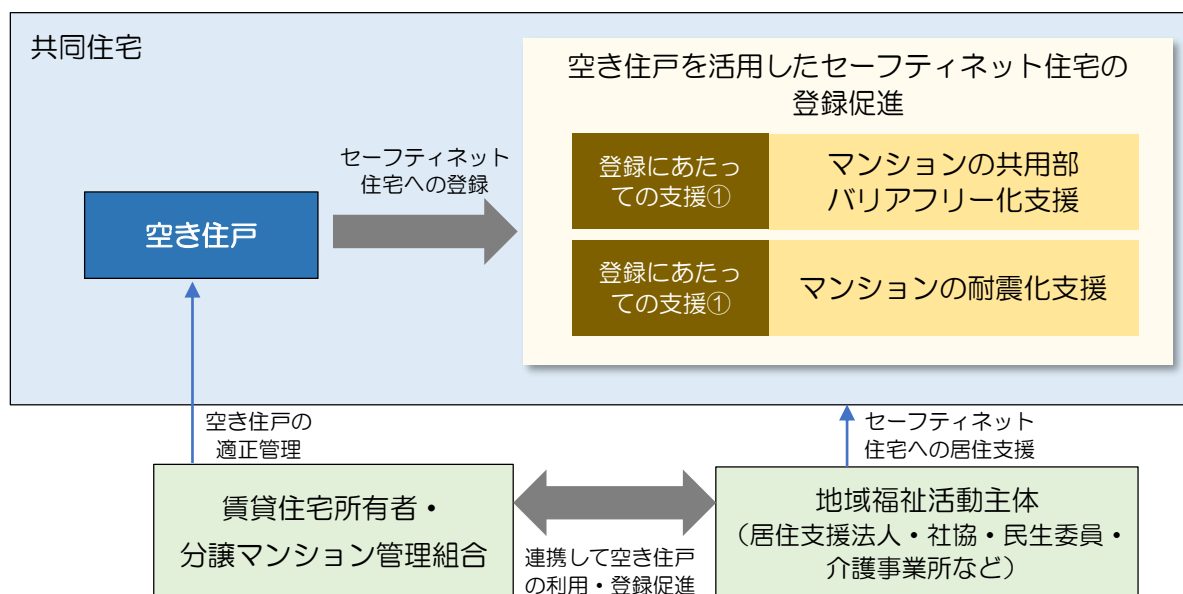 共同住宅
空き住戸を活用したセーフティネット住宅の
登録促進
セーフティネット
住宅への登録
空き住戸
登録にあたっ
ての支援①
マンションの共用部
バリアフリー化支援
登録にあたっ
ての支援①
マンションの耐震化支援
空き住戸の
適正管理
セーフティネット
住宅への居住支援
賃貸住宅所有者・
分譲マンション管理組合
連携して空き住戸
の利用・登録促進
地域福祉活動主体
（居住支援法人・社協・民生委員・
介護事業所など）